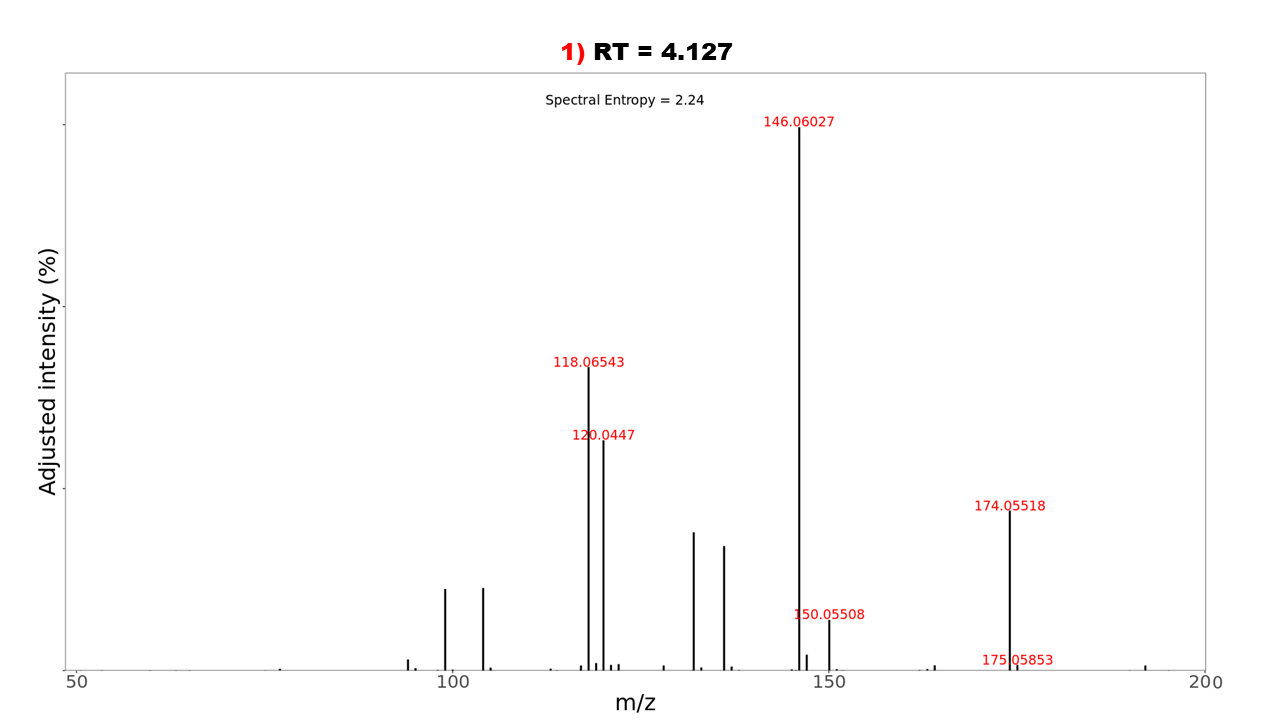 1) RT = 4.127
Spectral Entropy = 2.24
146.06027
118.06543
120.0447
174.05518
150.05508
175.05853
Adjusted intensity (%)
50
100
150
200
m/z